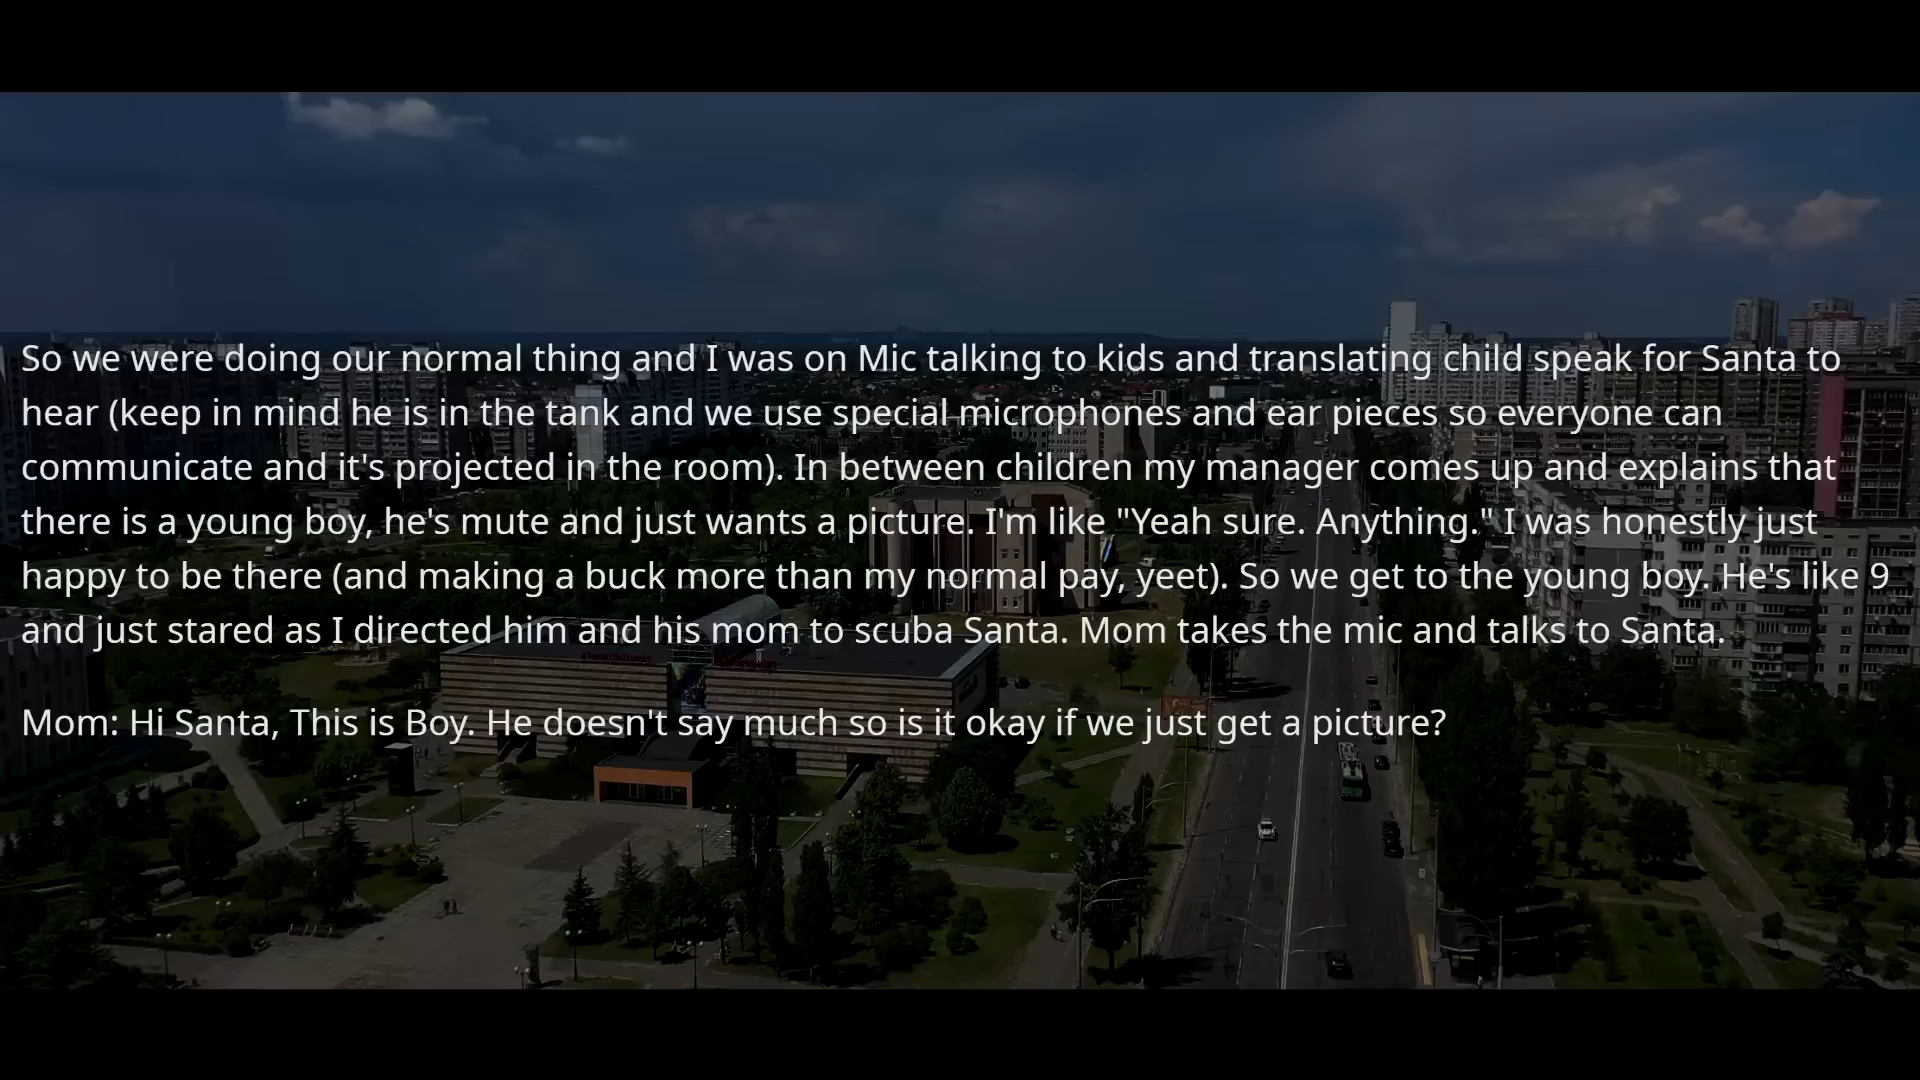 So we were doing our normal thing and I was on Mic talking to kids and translating child speak for Santa to
hear (keep in mind he is in the tank and we use special microphones and ear pieces so everyone can
communicate and it's projected in the room). In between children my manager comes up and explains that
there is a young boy, he's mute and just wants a picture. I'm like "Yeah sure. Anything." I was honestly just
happy to be there (and making a buck more than my normal pay, yeet). So we get to the young boy. He's like 9
and just stared as I directed him and his mom to scuba Santa. Mom takes the mic and talks to Santa.
Mom: Hi Santa, This is Boy. He doesn't say much so is it okay if we just get a picture?